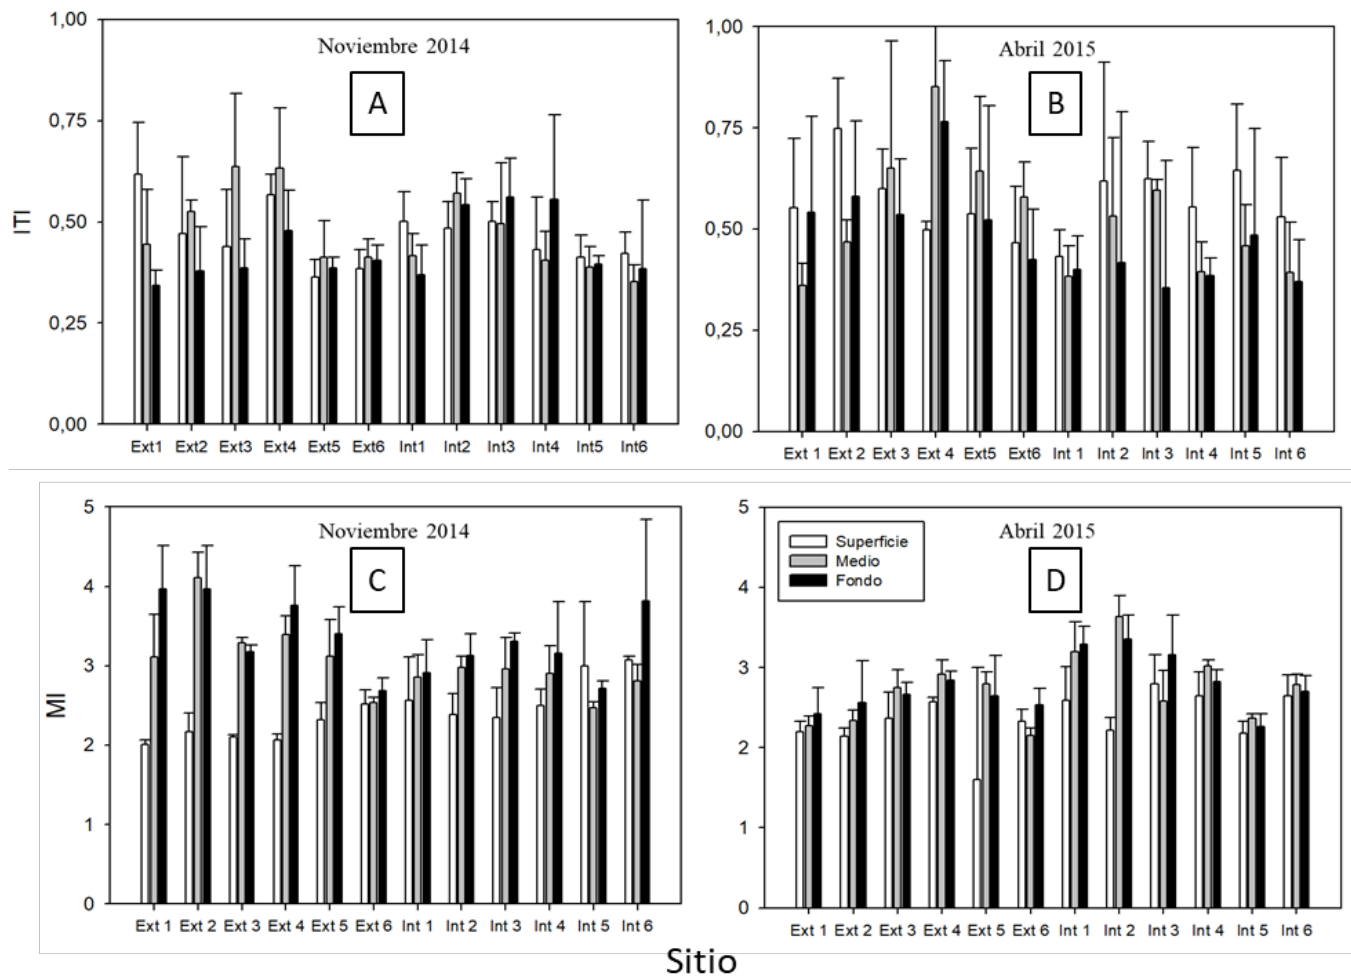 1,00
0,75
0,50
0,25
0,00
ITI
Noviembre 2014
A
Ext1 Ext2 Ext3 Ext4 Ext5 Ext6 Int1 Int2 Int3 Int4 Int5 Int6
1,00
0,75
0,50
0,25
0,00
Abril 2015
B
Ext 1 Ext 2 Ext 3 Ext 4 Ext5 Ext6 Int 1 Int 2 Int 3 Int 4 Int 5 Int 6
5
4
3
2
1
0
MI
Noviembre 2014
C
Ext 1 Ext 2 Ext 3 Ext 4 Ext 5 Ext 6 Int 1 Int 2 Int 3 Int 4 Int 5 Int 6
5
4
3
2
1
0
Abril 2015
Superficie
Medio
Fondo
D
Ext 1 Ext 2 Ext 3 Ext 4 Ext 5 Ext 6 Int 1 Int 2 Int 3 Int 4 Int 5 Int 6
Sitio